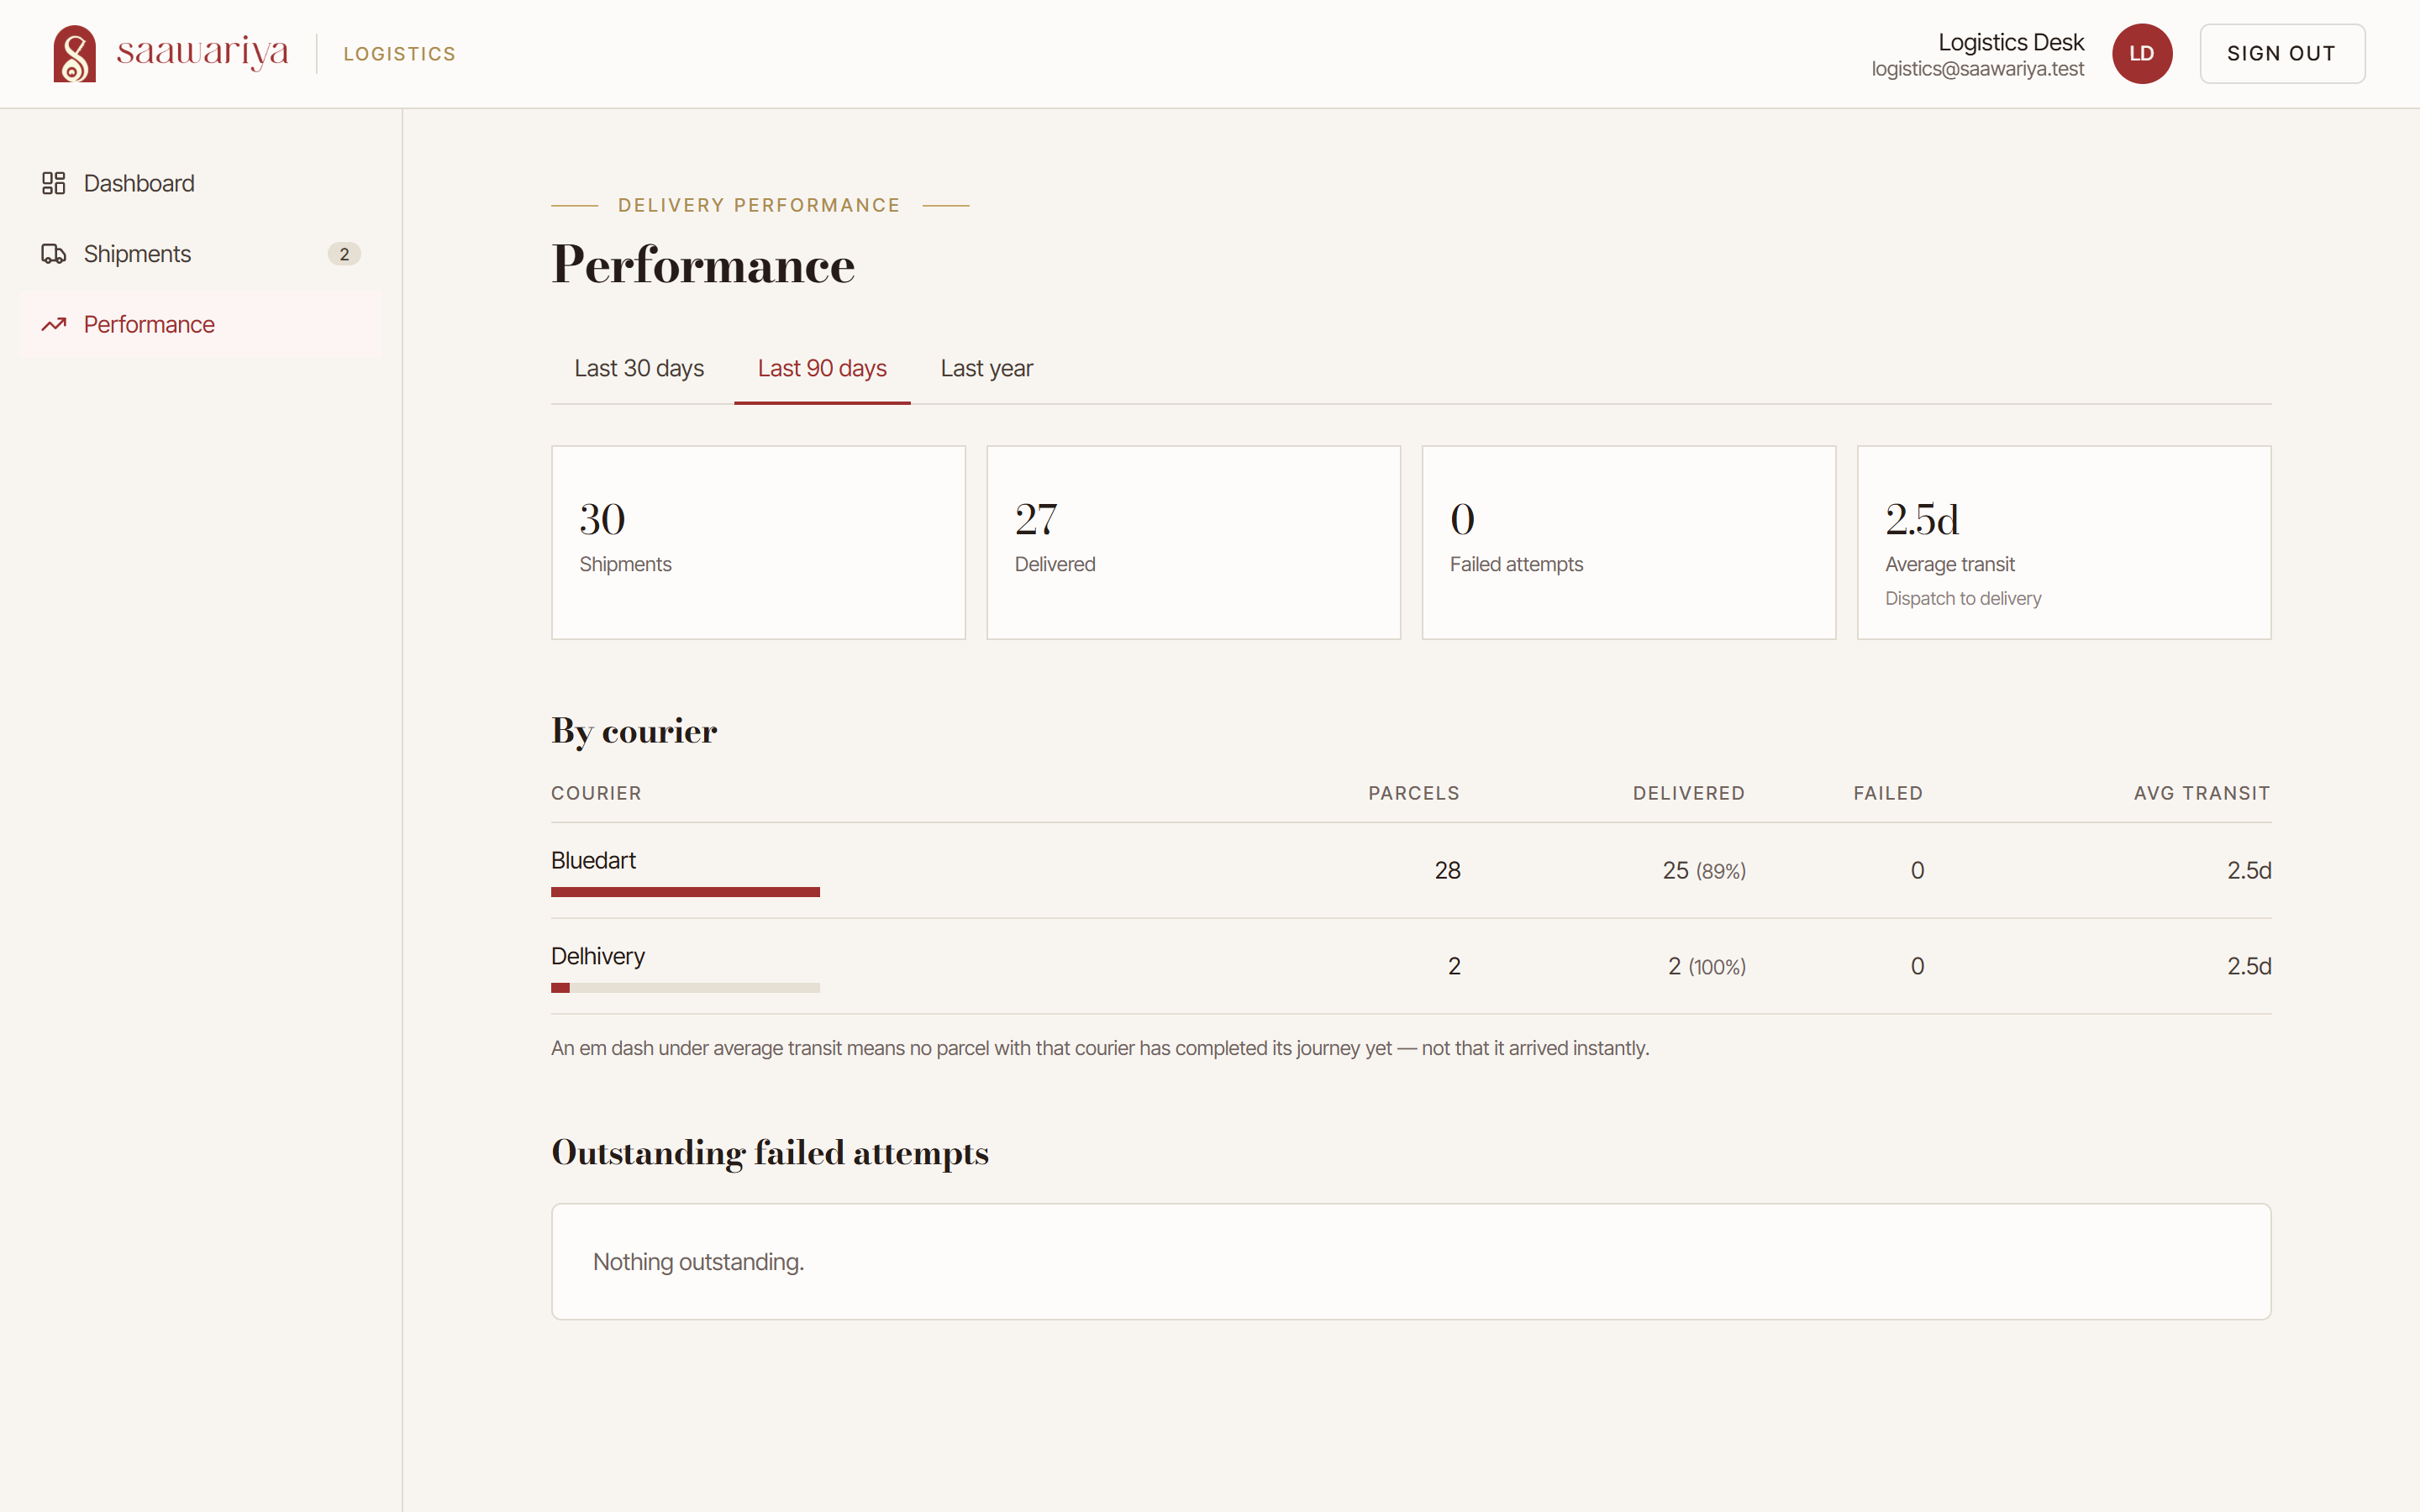 saawariya
LOGISTICS
Logistics Desk
logistics@saawariya.test
LD
SIGN OUT
Dashboard
Shipments 2
Performance
DELIVERY PERFORMANCE
Performance
Last 30 days Last 90 days Last year
30
Shipments
27
Delivered
0
Failed attempts
2.5d
Average transit
Dispatch to delivery
By courier
COURIER PARCELS DELIVERED FAILED AVG TRANSIT
Bluedart 28 25 (89%) 0 2.5d
Delhivery 2 2 (100%) 0 2.5d
An em dash under average transit means no parcel with that courier has completed its journey yet — not that it arrived instantly.
Outstanding failed attempts
Nothing outstanding.